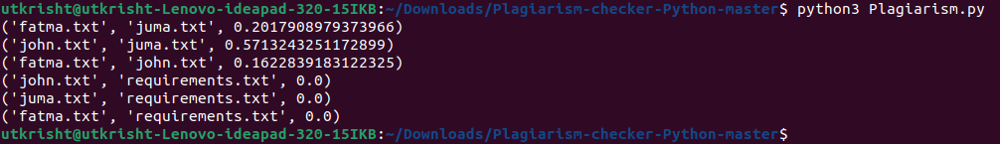 utkrisht@utkrisht-Lenovo-ideapad-320-15IKB:~/Downloads/Plagiarism-checker-Python-master$ python3 Plagiarism.py
('fatma.txt', 'juma.txt', 0.2017908979373966)
('john.txt', 'juma.txt', 0.5713243251172899)
('fatma.txt', 'john.txt', 0.1622839183122325)
('john.txt', 'requirements.txt', 0.0)
('juma.txt', 'requirements.txt', 0.0)
('fatma.txt', 'requirements.txt', 0.0)
utkrisht@utkrisht-Lenovo-ideapad-320-15IKB:~/Downloads/Plagiarism-checker-Python-master$